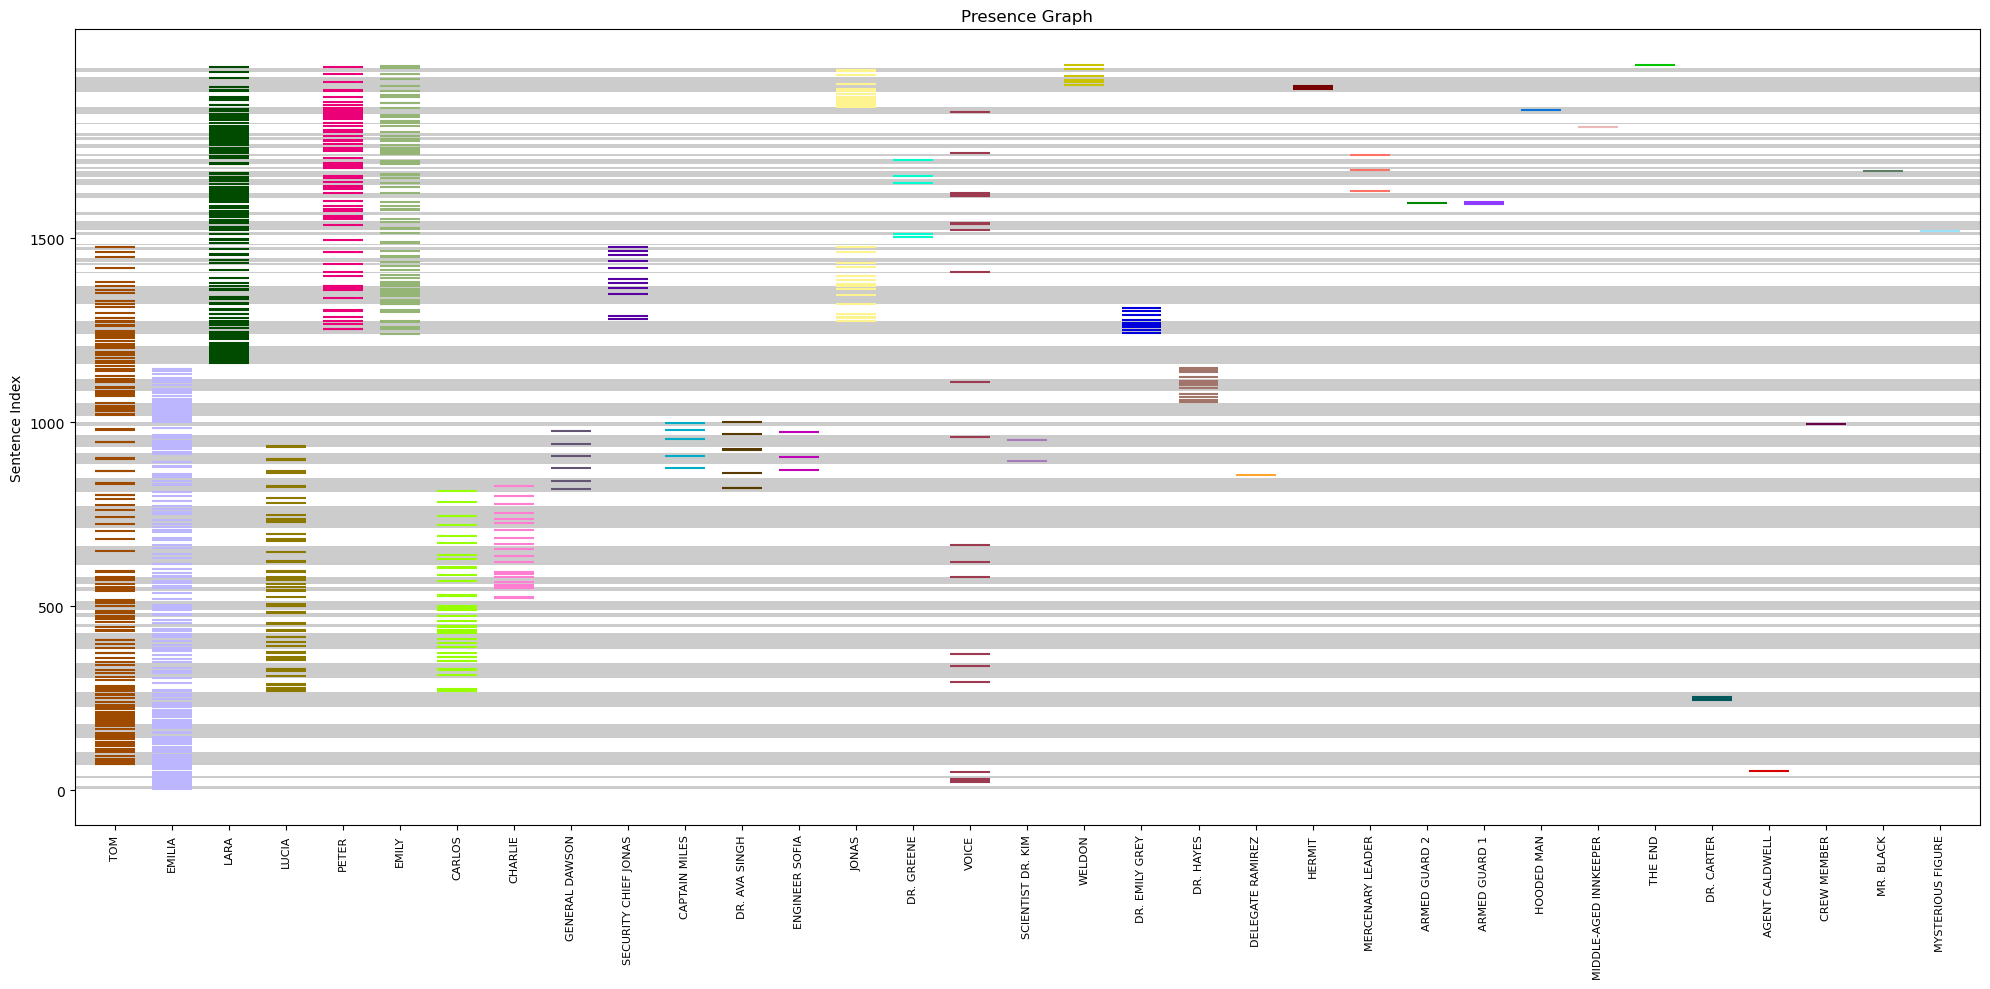 Presence Graph
Sentence Index
1500
1000
500
0
TOM
EMILIA
LARA
LUCIA
PETER
EMILY
CARLOS
CHARLIE
GENERAL DAWSON
SECURITY CHIEF JONAS
CAPTAIN MILES
DR. AVA SINGH
ENGINEER SOFIA
JONAS
DR. GREENE
VOICE
SCIENTIST DR. KIM
WELDON
DR. EMILY GREY
DR. HAYES
DELEGATE RAMIREZ
HERMIT
MERCENARY LEADER
ARMED GUARD 2
ARMED GUARD 1
HOODED MAN
MIDDLE-AGED INNKEEPER
THE END
DR. CARTER
AGENT CALDWELL
CREW MEMBER
MR. BLACK
MYSTERIOUS FIGURE